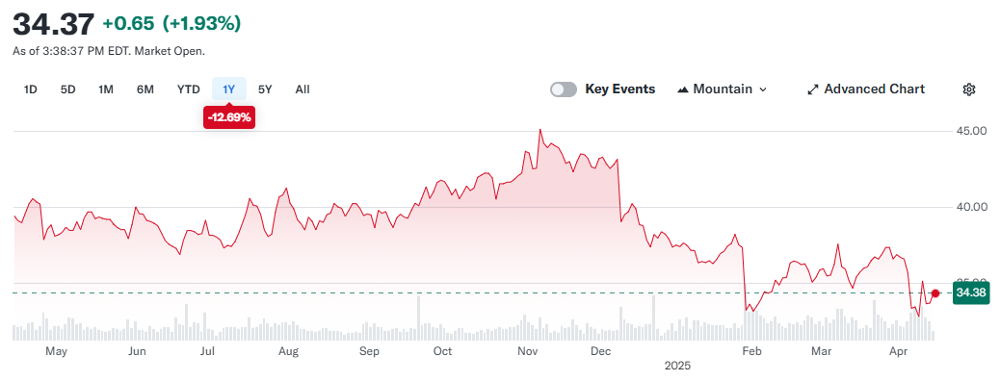 34.37 +0.65 (+1.93%)
As of 3:38:37 PM EDT. Market Open.
1D 5D 1M 6M YTD 1Y 5Y All Key Events Mountain Advanced Chart
-12.69%
45.00
40.00
35.00
34.38
May Jun Jul Aug Sep Oct Nov Dec Feb Mar Apr
2025